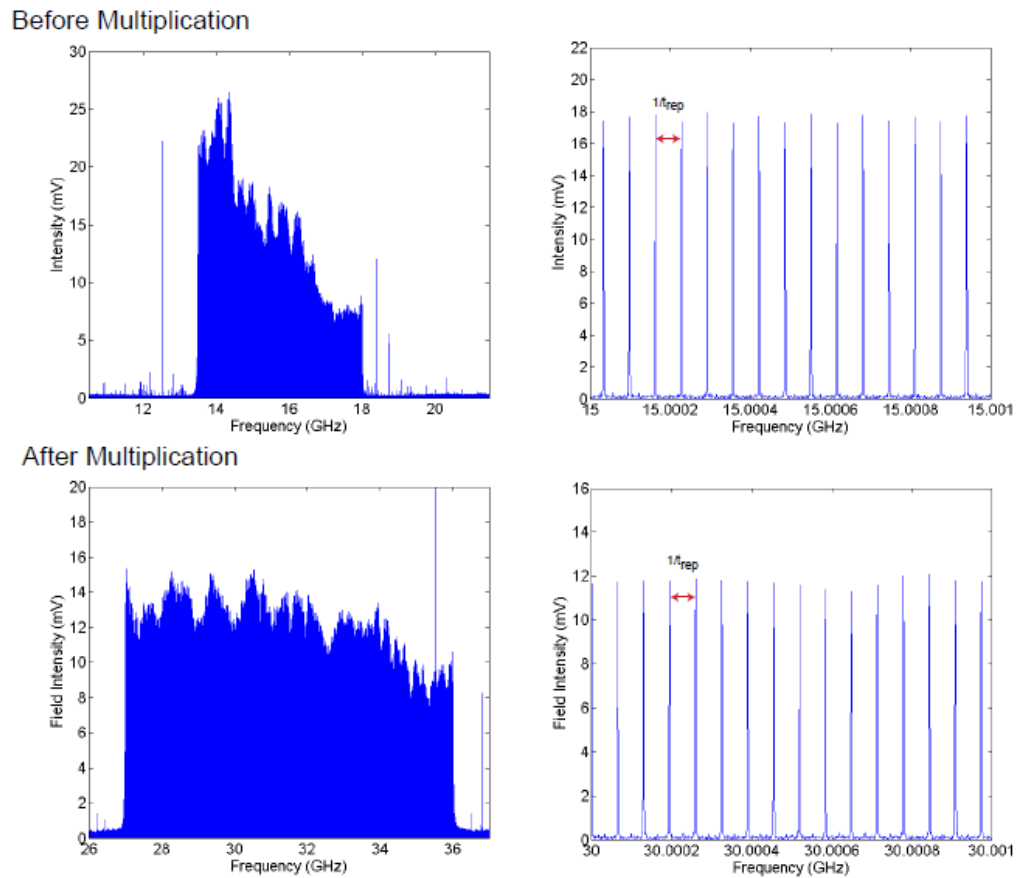 Before Multiplication
30
25
20
15
10
5
0
Intensity (mV)
12 14 16 18 20
Frequency (GHz)
22
20
18
16
14
12
10
8
6
4
2
0
Intensity (mV)
1/trep
15 15.0002 15.0004 15.0006 15.0008 15.001
Frequency (GHz)
After Multiplication
20
18
16
14
12
10
8
6
4
2
0
Field Intensity (mV)
26 28 30 32 34 36
Frequency (GHz)
16
14
12
10
8
6
4
2
0
Field Intensity (mV)
1/trep
30 30.0002 30.0004 30.0006 30.0008 30.001
Frequency (GHz)